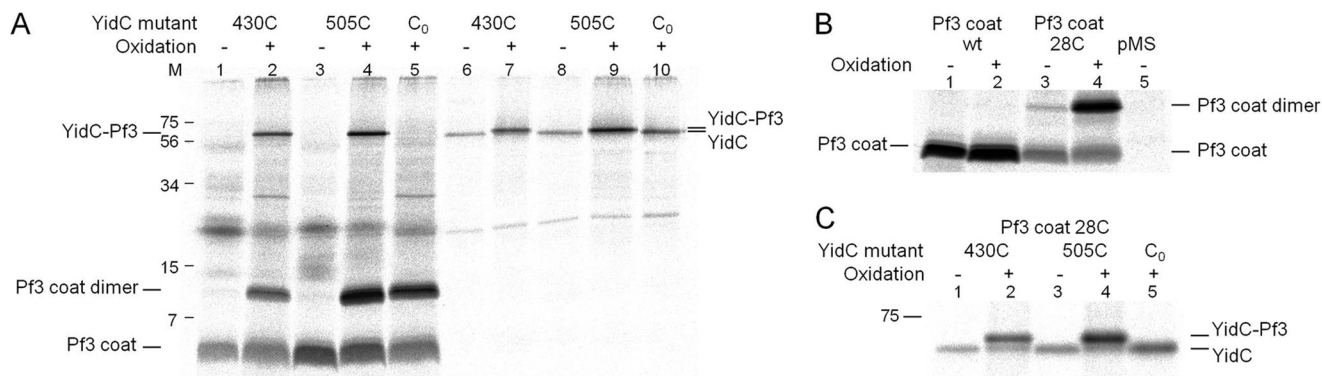 A
YidC mutant 430C 505C C₀ 430C 505C C₀
Oxidation - + - + + - + - + +
M 1 2 3 4 5 6 7 8 9 10
YidC-Pf3
75
56
34
15
7
Pf3 coat dimer
Pf3 coat
YidC-Pf3
YidC
B
Pf3 coat wt
Pf3 coat 28C
pMS
Oxidation - + - + -
1 2 3 4 5
Pf3 coat dimer
Pf3 coat
Pf3 coat
C
Pf3 coat 28C
YidC mutant 430C 505C C₀
Oxidation - + - + +
1 2 3 4 5
75
YidC-Pf3
YidC